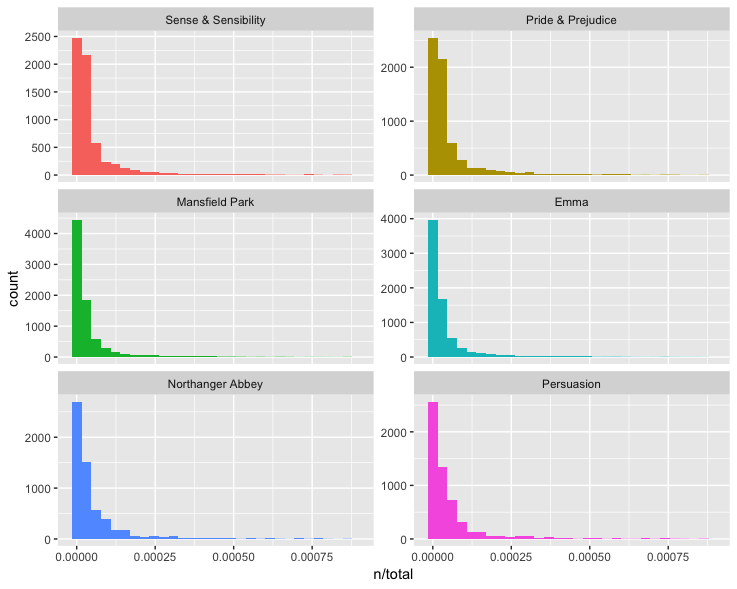 Sense & Sensibility
Pride & Prejudice
2500
2000
1500
1000
500
0
2000
1000
0
Mansfield Park
Emma
4000
3000
2000
1000
0
4000
3000
2000
1000
0
count
Northanger Abbey
Persuasion
2000
1000
0
2000
1000
0
0.00000 0.00025 0.00050 0.00075
0.00000 0.00025 0.00050 0.00075
n/total